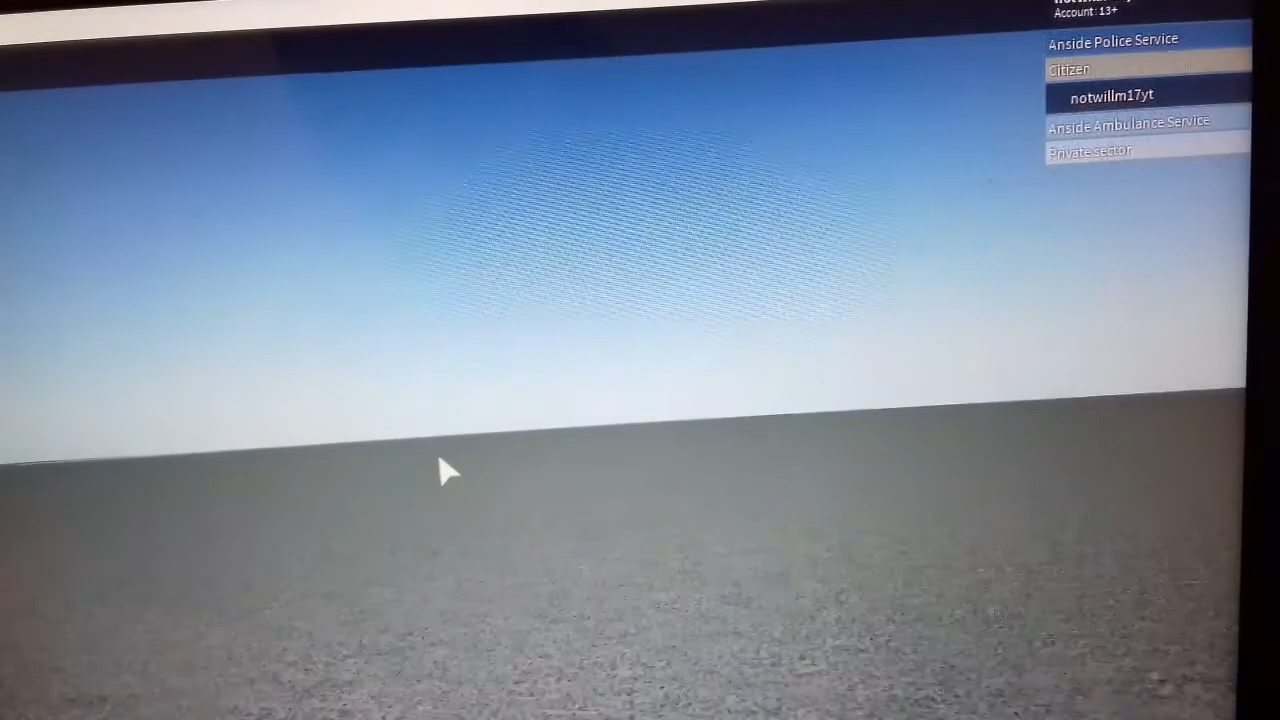 Account: 13+
Anside Police Service
Citizen
notwillm17yt
Anside Ambulance Service
Private sector